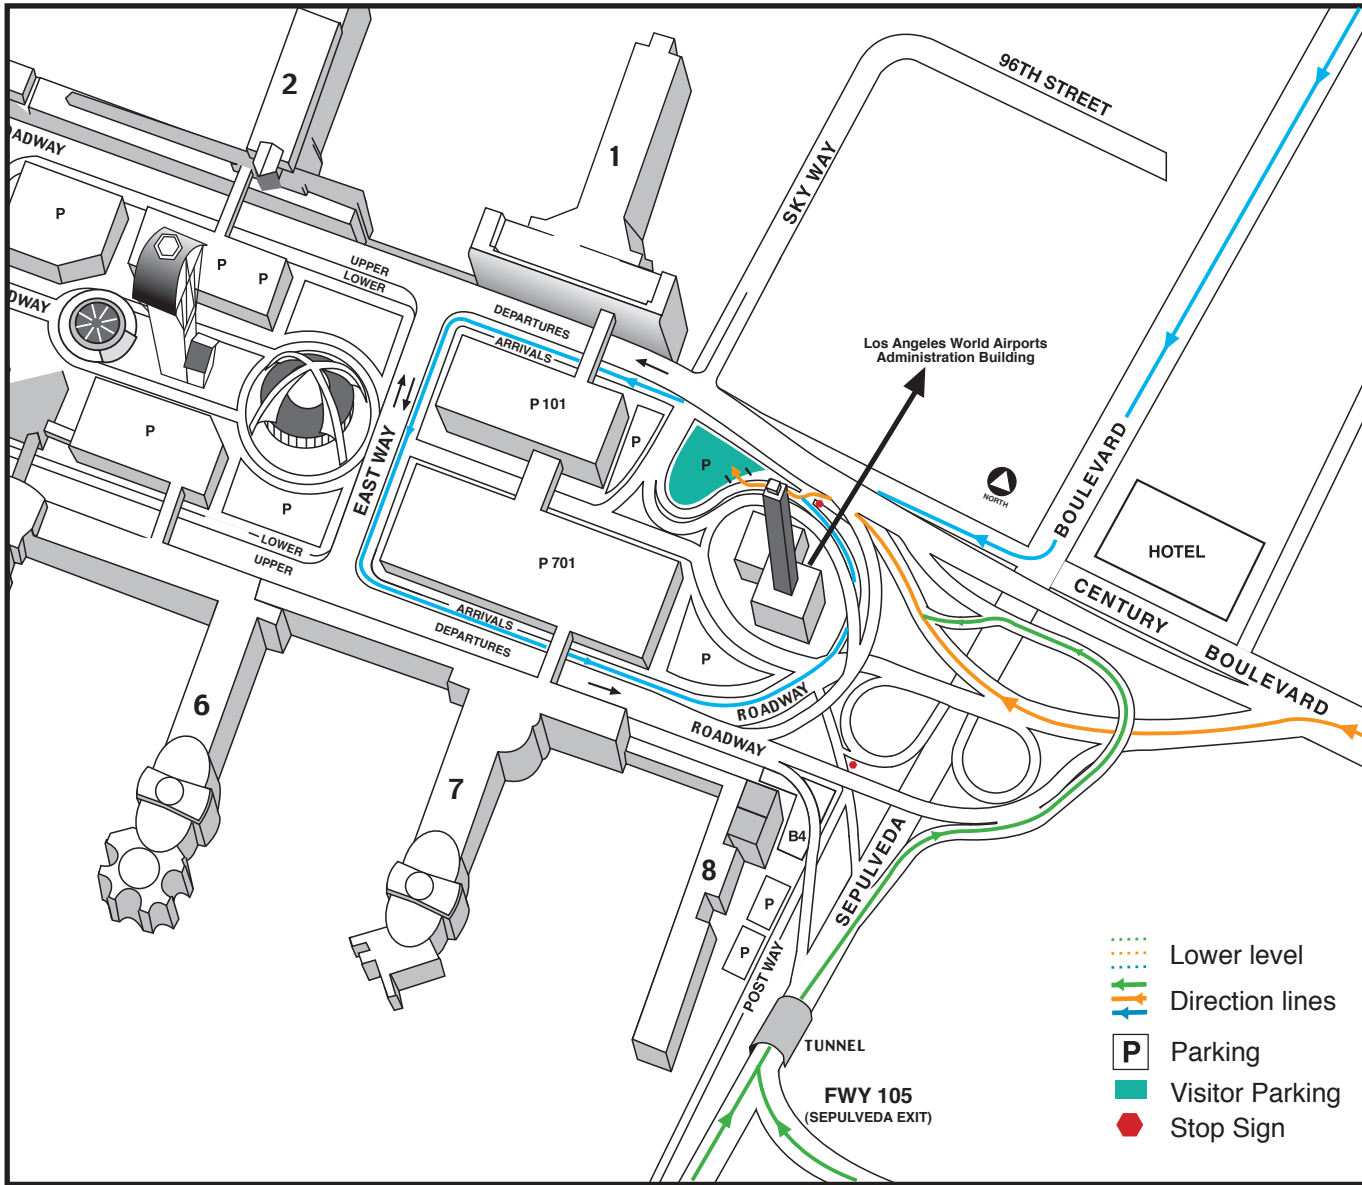 96TH STREET
2
1
SKY WAY
P
UPPER
LOWER
P
P
DEPARTURES
ARRIVALS
Los Angeles World Airports
Administration Building
P 101
P
P
P
EAST WAY
BOULEVARD
NORTH
HOTEL
P
LOWER
UPPER
P 701
CENTURY
BOULEVARD
ARRIVALS
DEPARTURES
P
ROADWAY
ROADWAY
6
7
8
B4
SEPULVEDA
P
P
POST WAY
TUNNEL
FWY 105
(SEPULVEDA EXIT)
Lower level
Direction lines
P Parking
Visitor Parking
Stop Sign